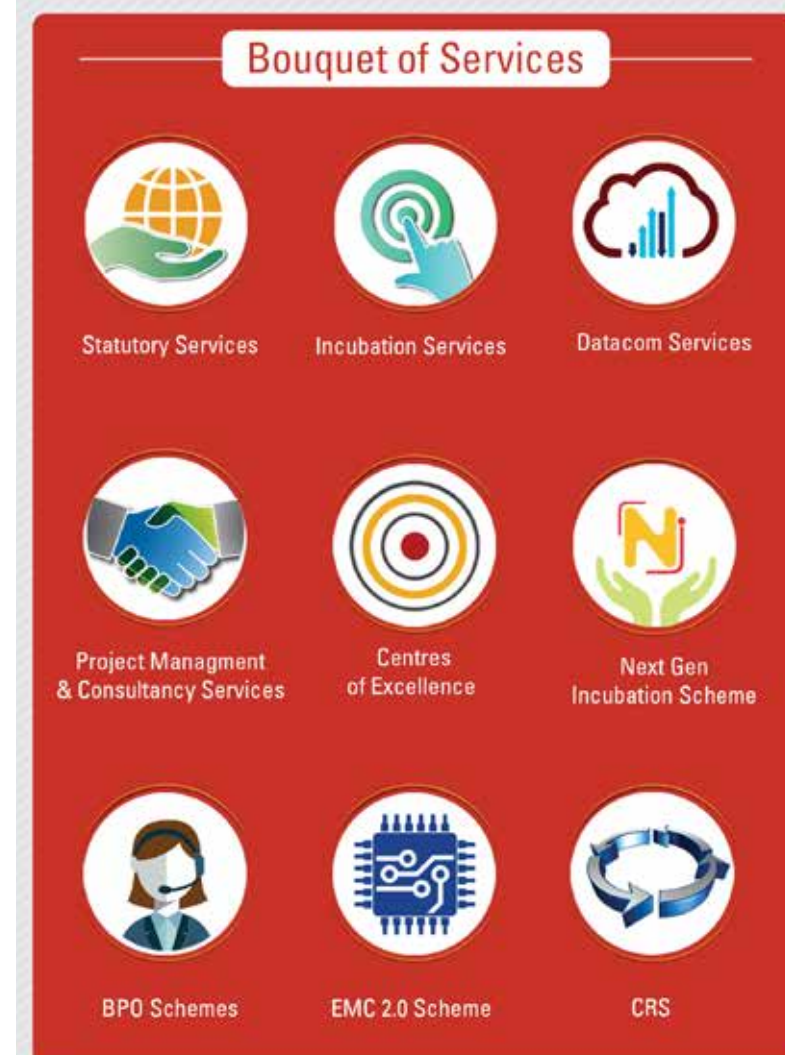 Bouquet of Services
Statutory Services
Incubation Services
Datacom Services
Project Managment
& Consultancy Services
Centres
of Excellence
Next Gen
Incubation Scheme
BPO Schemes
EMC 2.0 Scheme
CRS